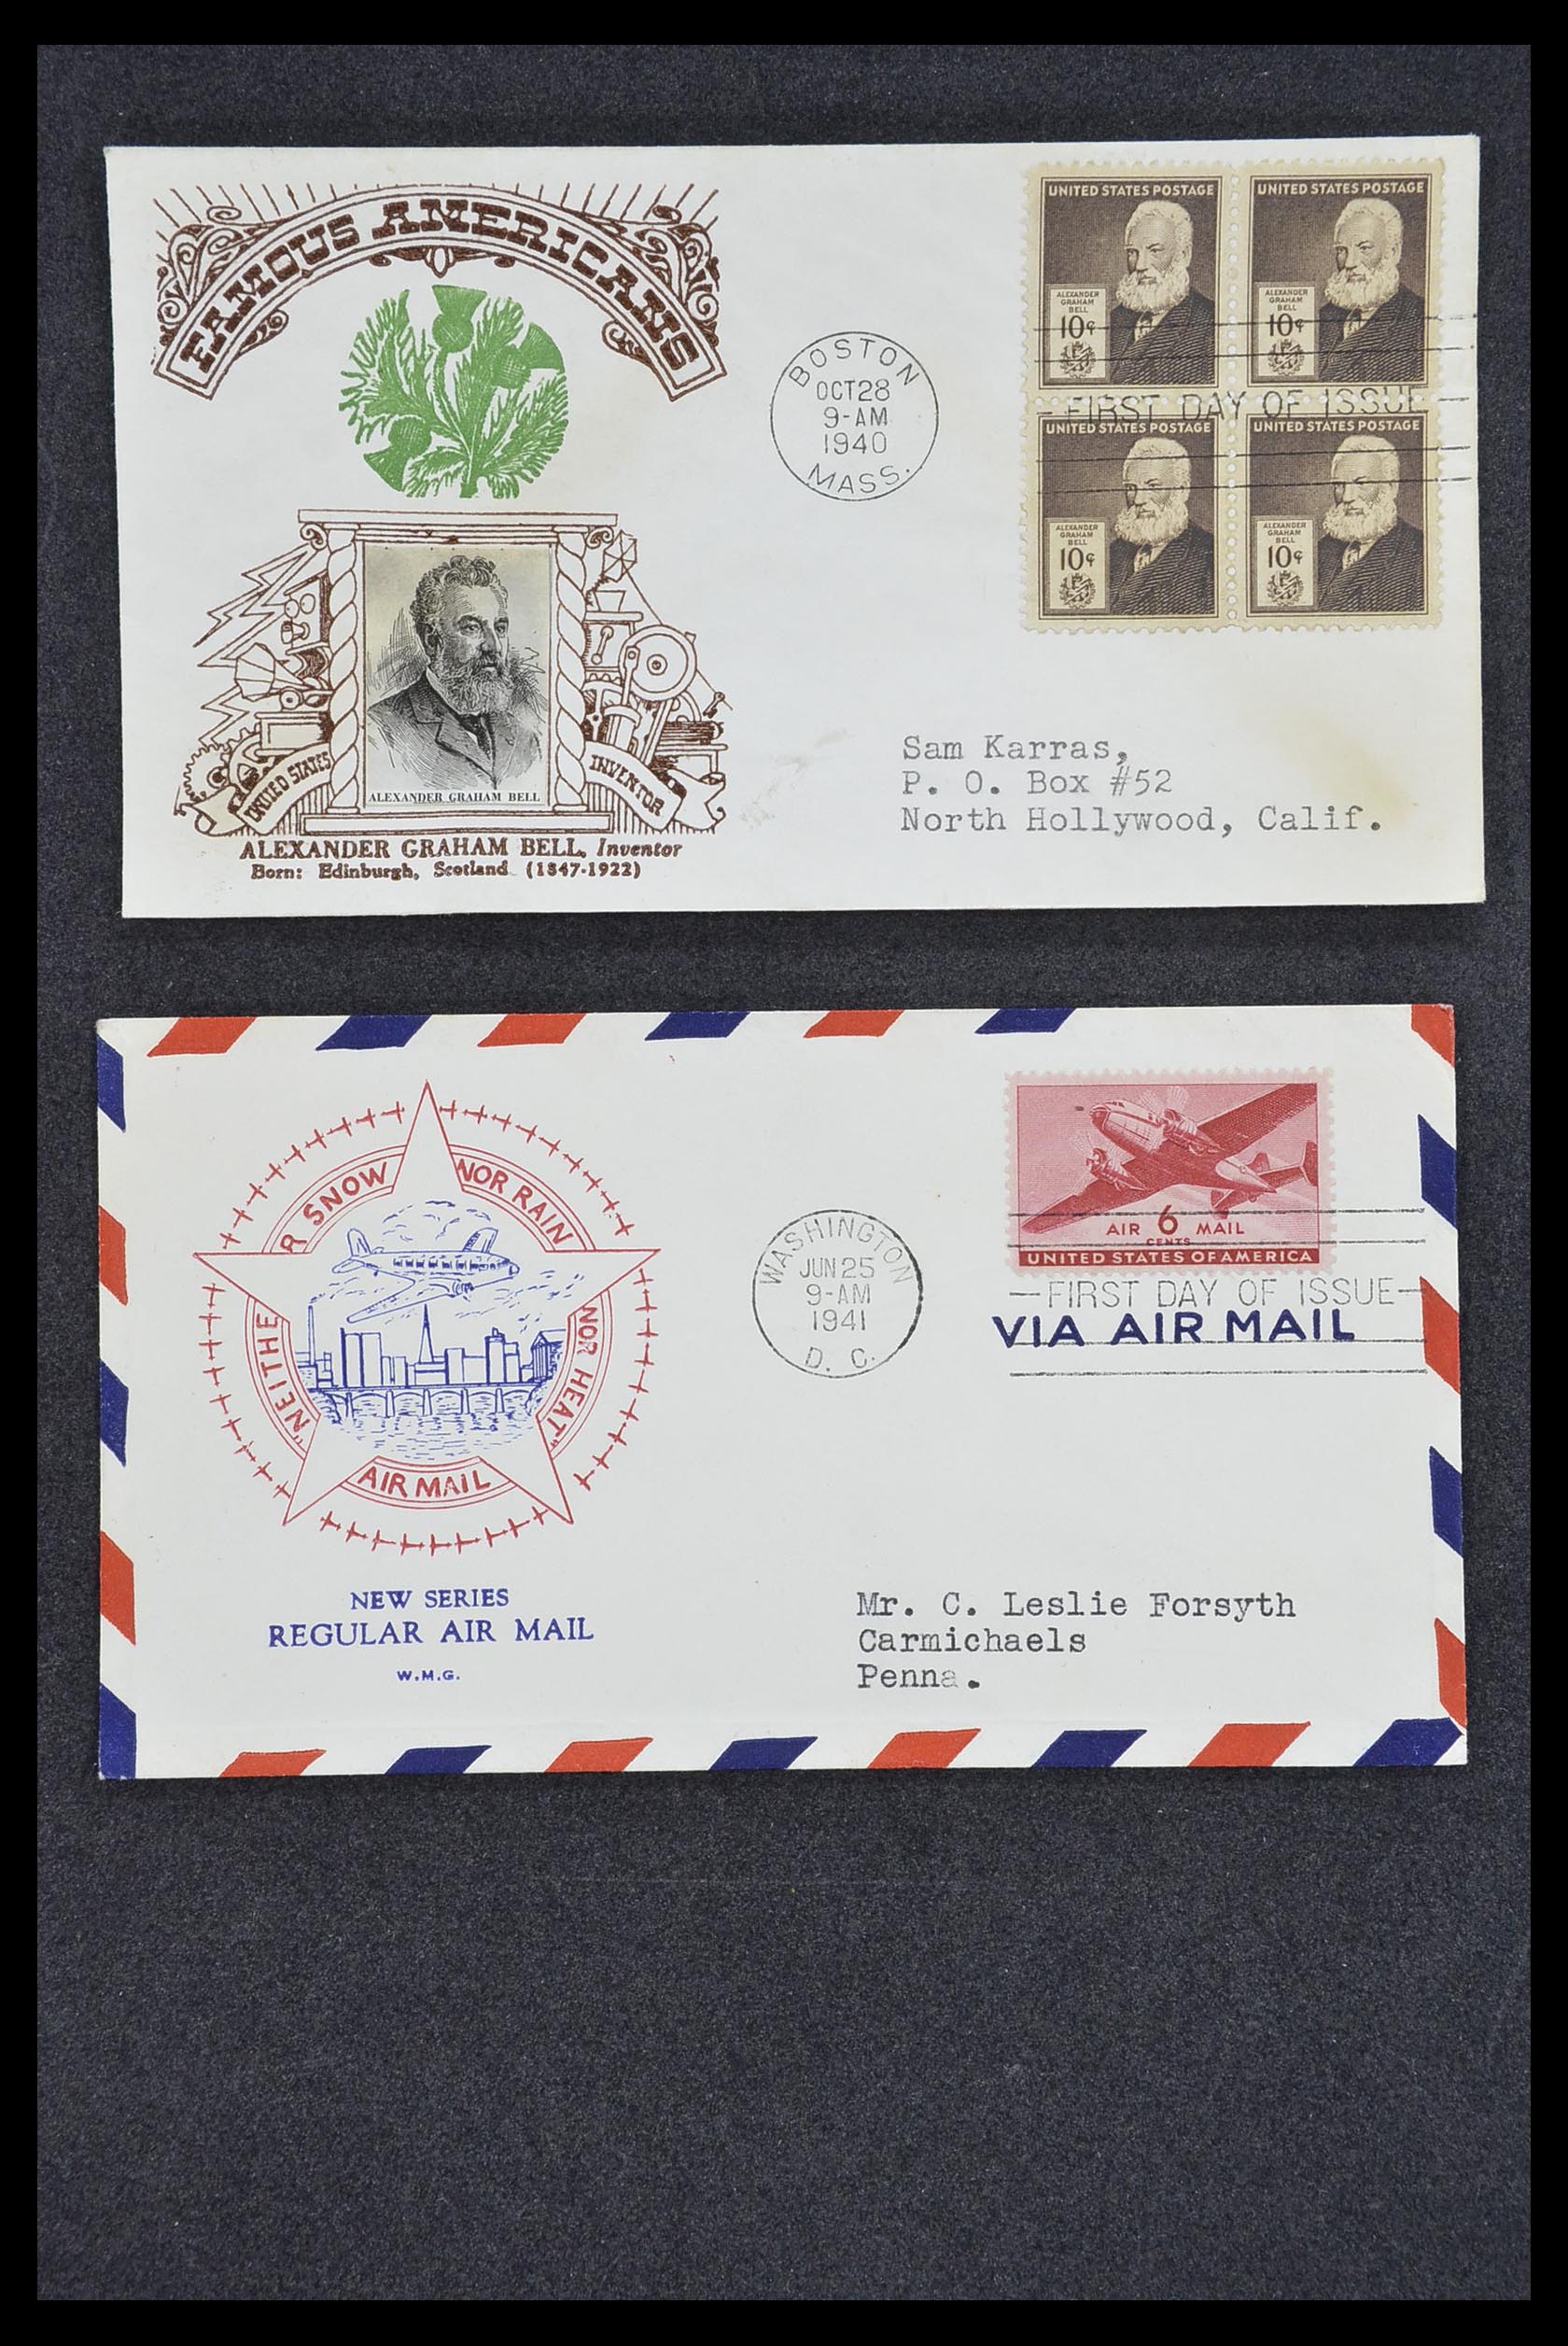 FAMOUS AMERICANS
UNITED STATES
INVENTOR
ALEXANDER GRAHAM BELL
ALEXANDER GRAHAM BELL, Inventor
Born: Edinburgh, Scotland (1847-1922)
BOSTON
OCT 28
9-AM
1940
MASS.
UNITED STATES POSTAGE
ALEXANDER
GRAHAM
BELL
10¢
UNITED STATES POSTAGE
ALEXANDER
GRAHAM
BELL
10¢
FIRST DAY OF ISSUE
UNITED STATES POSTAGE
ALEXANDER
GRAHAM
BELL
10¢
UNITED STATES POSTAGE
ALEXANDER
GRAHAM
BELL
10¢
Sam Karras,
P. O. Box #52
North Hollywood, Calif.
"NEITHE
R SNOW
NOR RAIN
NOR HEAT"
AIR MAIL
NEW SERIES
REGULAR AIR MAIL
W.M.G.
WASHINGTON
JUN 25
9-AM
1941
D. C.
AIR 6 MAIL
CENTS
UNITED STATES OF AMERICA
FIRST DAY OF ISSUE
VIA AIR MAIL
Mr. C. Leslie Forsyth
Carmichaels
Penna.